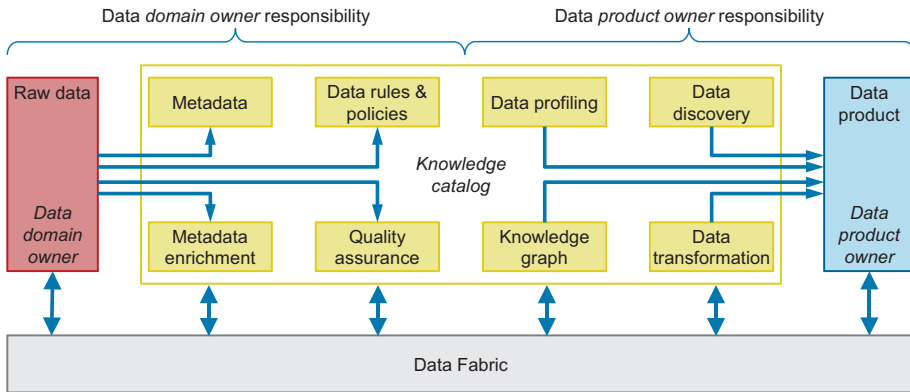 Data domain owner responsibility
Data product owner responsibility
Raw data
Metadata
Data rules &
policies
Data profiling
Data
discovery
Data
product
Knowledge
catalog
Data
domain
owner
Metadata
enrichment
Quality
assurance
Knowledge
graph
Data
transformation
Data
product
owner
Data Fabric